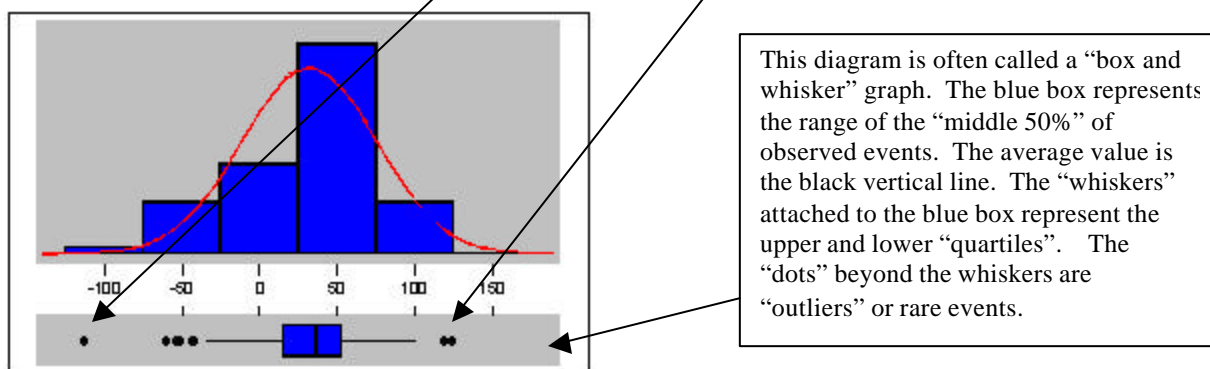 -100 -50 0 50 100 150
This diagram is often called a “box and
whisker” graph.  The blue box represents
the range of the “middle 50%” of
observed events.  The average value is
the black vertical line.  The “whiskers”
attached to the blue box represent the
upper and lower “quartiles”.    The
“dots” beyond the whiskers are
“outliers” or rare events.